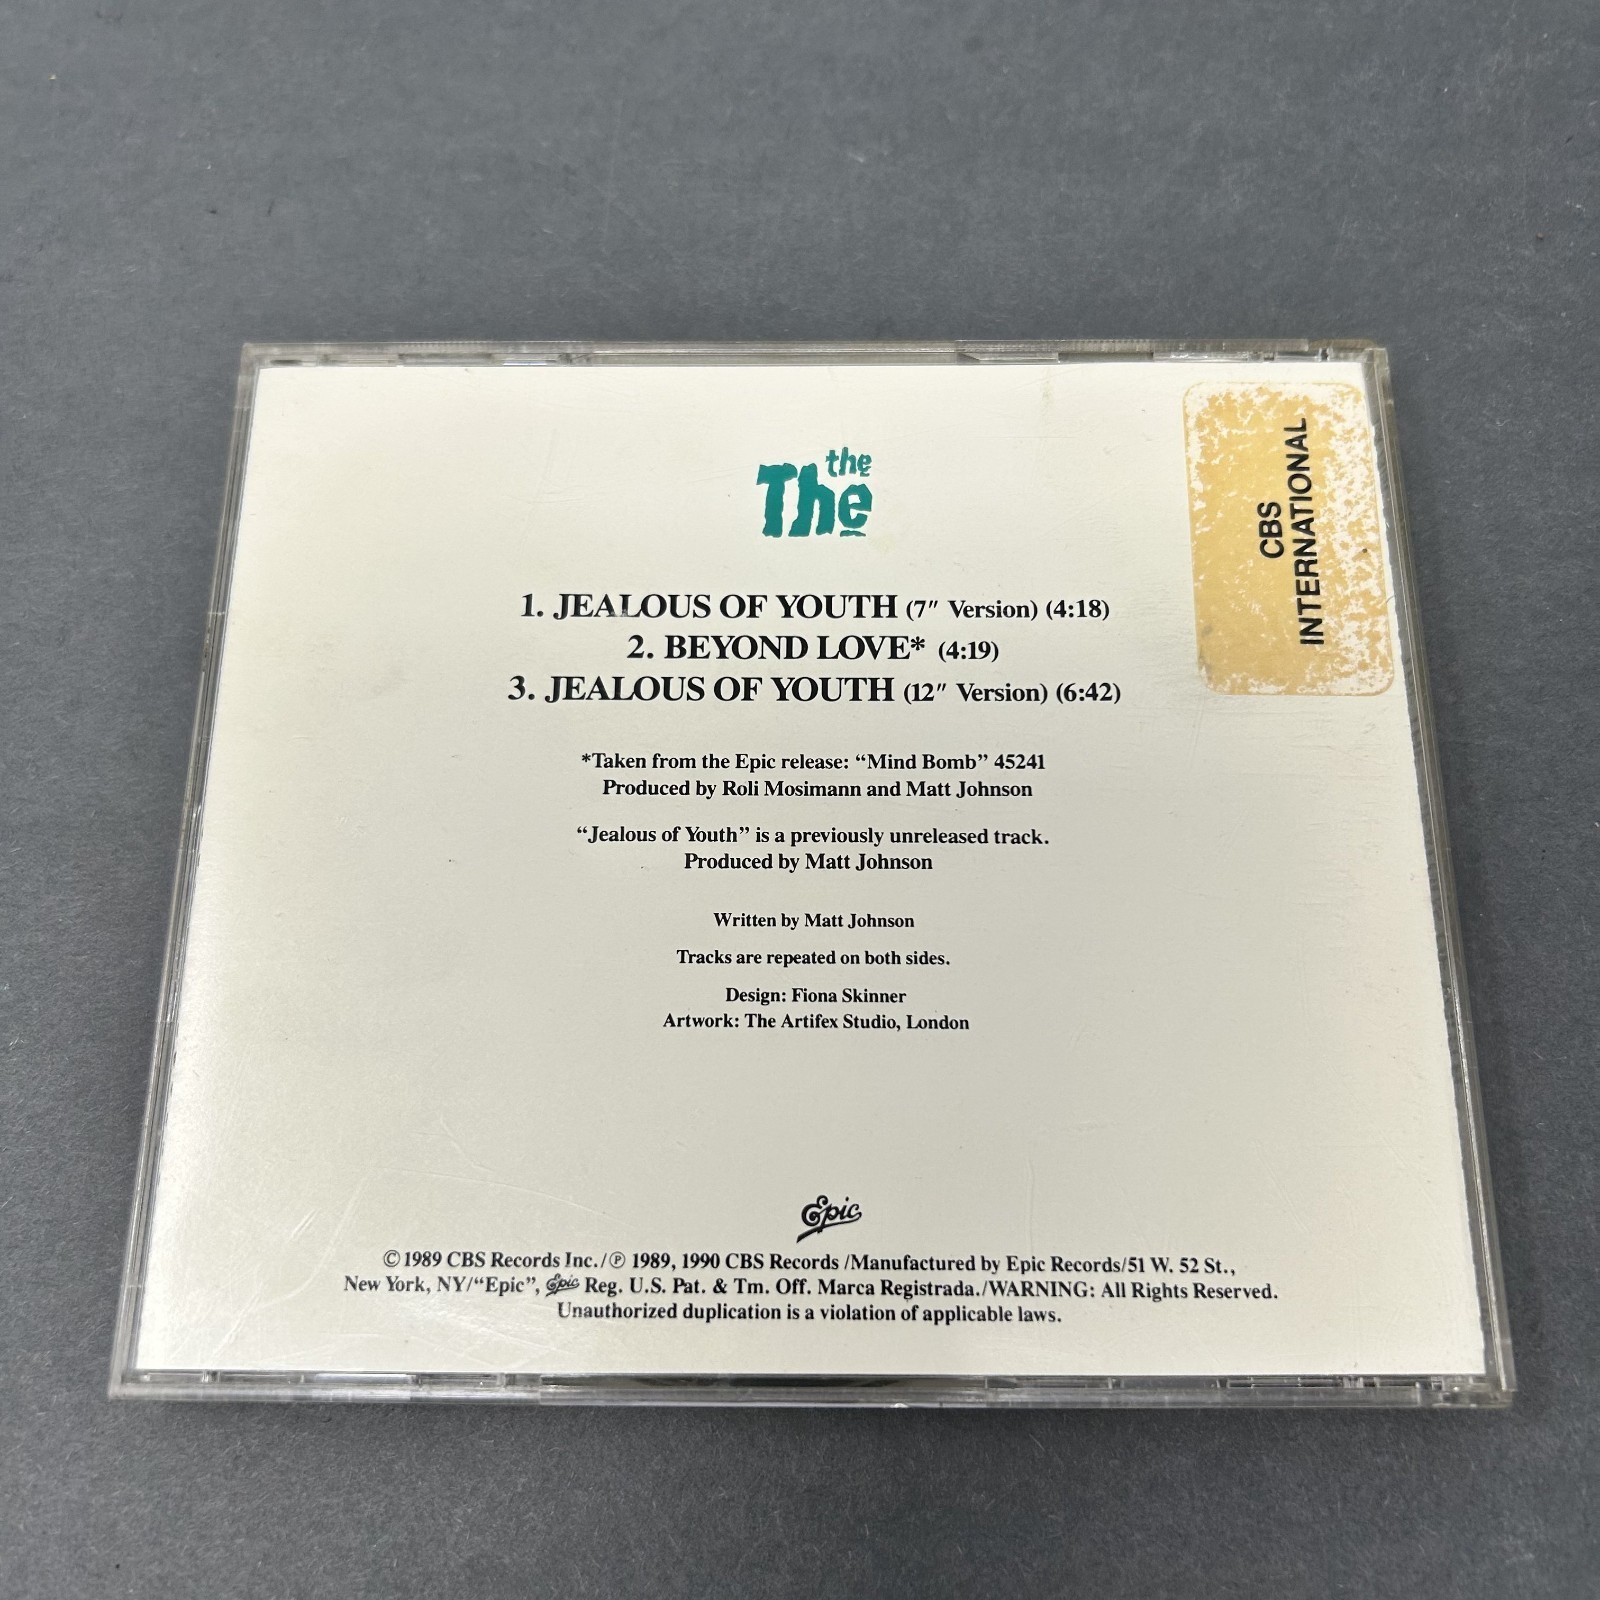 the
The
1. JEALOUS OF YOUTH (7″ Version) (4:18)
2. BEYOND LOVE* (4:19)
3. JEALOUS OF YOUTH (12″ Version) (6:42)
*Taken from the Epic release: “Mind Bomb” 45241
Produced by Roli Mosimann and Matt Johnson
“Jealous of Youth” is a previously unreleased track.
Produced by Matt Johnson
Written by Matt Johnson
Tracks are repeated on both sides.
Design: Fiona Skinner
Artwork: The Artifex Studio, London
Epic
© 1989 CBS Records Inc./℗ 1989, 1990 CBS Records /Manufactured by Epic Records/51 W. 52 St.,
New York, NY/“Epic”, Epic Reg. U.S. Pat. & Tm. Off. Marca Registrada./WARNING: All Rights Reserved.
Unauthorized duplication is a violation of applicable laws.
CBS
INTERNATIONAL